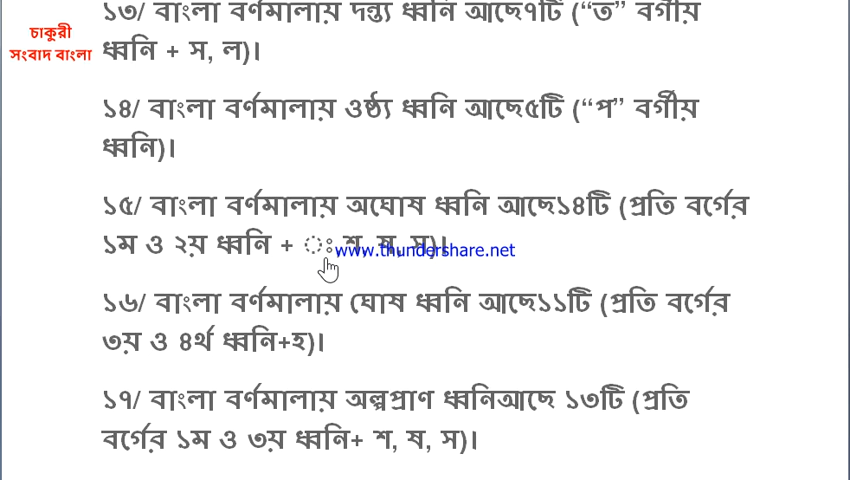 ১৩/ বাংলা বর্ণমালায় দন্ত্য ধ্বনি আছে৭টি (“ত” বর্গীয়
চাকুরী
সংবাদ বাংলা
ধ্বনি + স, ল)।
১৪/ বাংলা বর্ণমালায় ওষ্ঠ্য ধ্বনি আছে৫টি (“প” বর্গীয়
ধ্বনি)।
১৫/ বাংলা বর্ণমালায় অঘোষ ধ্বনি আছে১৪টি (প্রতি বর্গের
১ম ও ২য় ধ্বনি + ঃ শ, ষ, স)।
www.thundershare.net
১৬/ বাংলা বর্ণমালায় ঘোষ ধ্বনি আছে১১টি (প্রতি বর্গের
৩য় ও ৪র্থ ধ্বনি+হ)।
১৭/ বাংলা বর্ণমালায় অল্পপ্রাণ ধ্বনিআছে ১৩টি (প্রতি
বর্গের ১ম ও ৩য় ধ্বনি+ শ, ষ, স)।